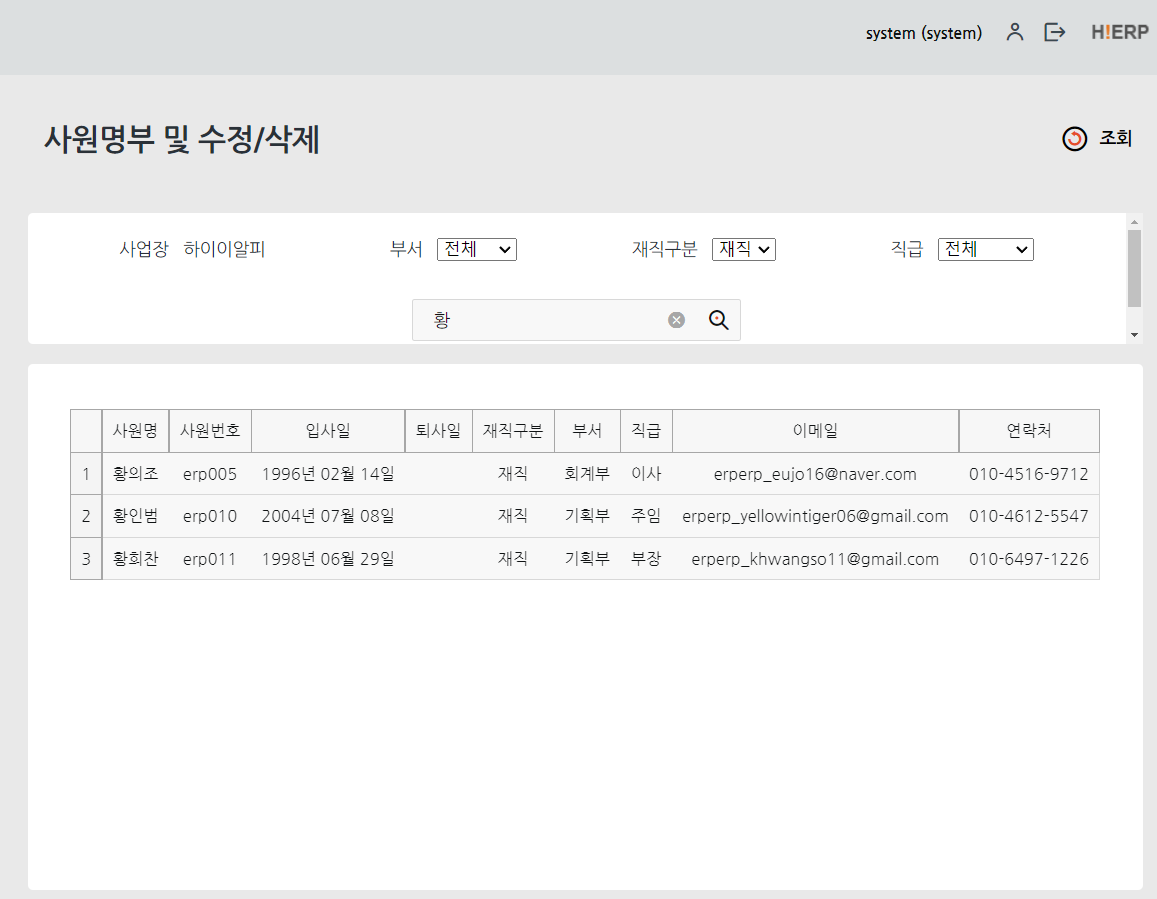 system (system) H!ERP
사원명부 및 수정/삭제 조회
사업장 하이이알피 부서 전체 재직구분 재직 직급 전체
황
사원명 사원번호 입사일 퇴사일 재직구분 부서 직급 이메일 연락처
1 황의조 erp005 1996년 02월 14일 재직 회계부 이사 erperp_eujo16@naver.com 010-4516-9712
2 황인범 erp010 2004년 07월 08일 재직 기획부 주임 erperp_yellowintiger06@gmail.com 010-4612-5547
3 황희찬 erp011 1998년 06월 29일 재직 기획부 부장 erperp_khwangso11@gmail.com 010-6497-1226